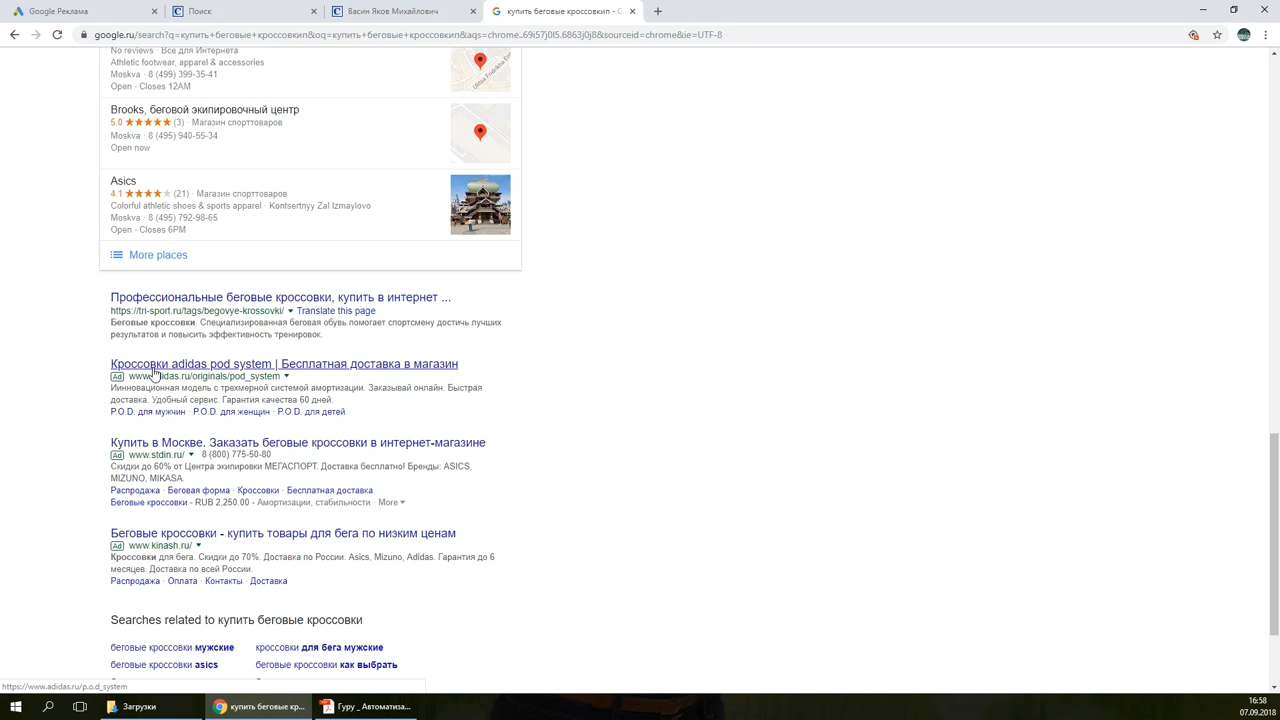 Google Реклама
Поиск
Васин Яков Михайлович
купить беговые кроссовкип - G
google.ru/search?q=купить+беговые+кроссовкип&oq=купить+беговые+кроссовкип&aqs=chrome..69i57j0l5.6863j0j8&sourceid=chrome&ie=UTF-8
No reviews · Все для Интернета
Athletic footwear, apparel & accessories
Moskva · 8 (499) 399-35-41
Open · Closes 12AM
Ulitsa Fridrikha
Brooks, беговой экипировочный центр
5.0 (3) · Магазин спорттоваров
Moskva · 8 (495) 940-55-34
Open now
Asics
4.1 (21) · Магазин спорттоваров
Colorful athletic shoes & sports apparel · Kontsertnyy Zal Izmaylovo
Moskva · 8 (495) 792-98-65
Open · Closes 6PM
More places
Профессиональные беговые кроссовки, купить в интернет ...
https://tri-sport.ru/tags/begovye-krossovki/ Translate this page
Беговые кроссовки. Специализированная беговая обувь помогает спортсмену достичь лучших
результатов и повысить эффективность тренировок.
Кроссовки adidas pod system | Бесплатная доставка в магазин
Ad www.adidas.ru/originals/pod_system
Иинновационная модель с трехмерной системой амортизации. Заказывай онлайн. Быстрая
доставка. Удобный сервис. Гарантия качества 60 дней.
P.O.D. для мужчин · P.O.D. для женщин · P.O.D. для детей
Купить в Москве. Заказать беговые кроссовки в интернет-магазине
Ad www.stdin.ru/ 8 (800) 775-50-80
Скидки до 60% от Центра экипировки МЕГАСПОРТ. Доставка бесплатно! Бренды: ASICS,
MIZUNO, MIKASA.
Распродажа · Беговая форма · Кроссовки · Бесплатная доставка
Беговые кроссовки - RUB 2,250.00 - Амортизации, стабильности · More
Беговые кроссовки - купить товары для бега по низким ценам
Ad www.kinash.ru/
Кроссовки для бега. Скидки до 70%. Доставка по России. Asics, Mizuno, Adidas. Гарантия до 6
месяцев. Доставка по всей России.
Распродажа · Оплата · Контакты · Доставка
Searches related to купить беговые кроссовки
беговые кроссовки мужские кроссовки для бега мужские
беговые кроссовки asics беговые кроссовки как выбрать
https://www.adidas.ru/p.o.d_system
Загрузки
купить беговые кр...
Гуру _ Автоматиза...
16:58
07.09.2018